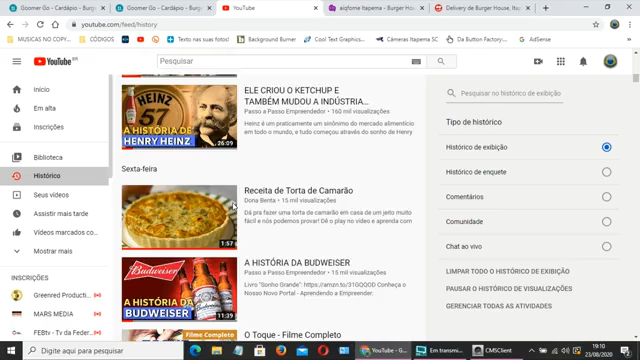 Goomer Go - Cardápio - Burg
Goomer Go - Cardápio - Burg
YouTube
aiqfome Itapema - Burger House
Delivery de Burger House, Ita
youtube.com/feed/history
MUSICAS NO COPY...
CÓDIGOS
Texto nas suas fotos!
Background Burner
Cool Text Graphics...
Câmeras Itapema SC
Da Button Factory:...
AdSense
YouTube BR
Pesquisar
Início
Em alta
Inscrições
Biblioteca
Histórico
Seus vídeos
Assistir mais tarde
Vídeos marcados co...
Mostrar mais
INSCRIÇÕES
Greenred Producti...
MARS MEDIA
FEBtv - Tv da Feder...
HEINZ
57
A HISTÓRIA DE
HENRY HEINZ
26:09
ELE CRIOU O KETCHUP E
TAMBÉM MUDOU A INDÚSTRIA...
Passo a Passo Empreendedor • 160 mil visualizações
Heinz é um praticamente um sinônimo do mercado alimentício
em todo o mundo, e tudo começou através do sonho de Henry
Sexta-feira
1:57
Receita de Torta de Camarão
Dona Benta • 15 mil visualizações
Dá pra fazer uma torta de camarão em casa de um jeito muito
fácil e nós podemos provar! Dê o play no vídeo e aprenda com
Budweiser
A HISTÓRIA DA
BUDWEISER
11:39
A HISTÓRIA DA BUDWEISER
Passo a Passo Empreendedor • 15 mil visualizações
Livro "Sonho Grande": https://amzn.to/31GQQOD Conheça o
Nosso Novo Portal - Aprendendo a Empreender:
Filme Completo
O Toque - Filme Completo
Pesquisar no histórico de exibição
Tipo de histórico
Histórico de exibição
Histórico de enquete
Comentários
Comunidade
Chat ao vivo
LIMPAR TODO O HISTÓRICO DE EXIBIÇÃO
PAUSAR O HISTÓRICO DE VISUALIZAÇÕES
GERENCIAR TODAS AS ATIVIDADES
Digite aqui para pesquisar
YouTube - G...
Em transmi...
CMSClient
19:10
23/08/2020